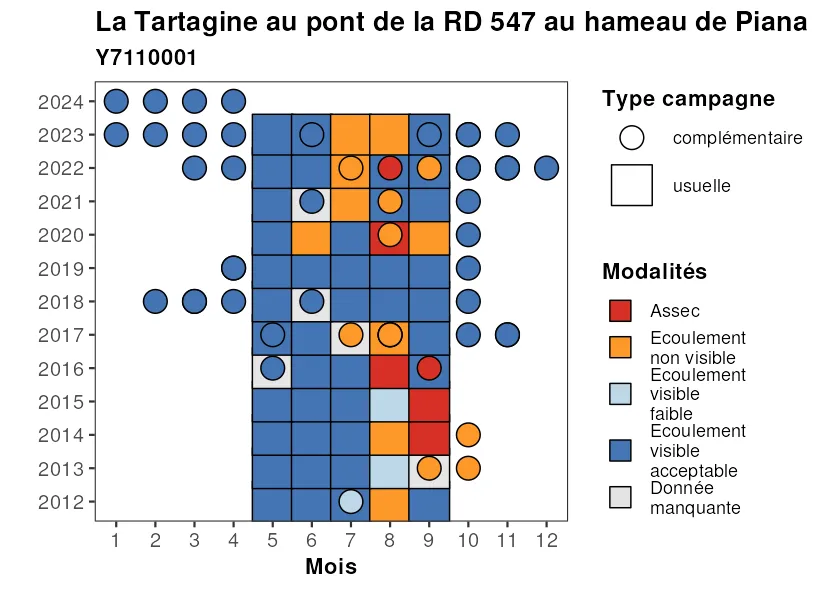 La Tartagine au pont de la RD 547 au hameau de Piana
Y7110001
2024
2023
2022
2021
2020
2019
2018
2017
2016
2015
2014
2013
2012
1 2 3 4 5 6 7 8 9 10 11 12
Mois
Type campagne
complémentaire
usuelle
Modalités
Assec
Ecoulement
non visible
Ecoulement
visible
faible
Ecoulement
visible
acceptable
Donnée
manquante